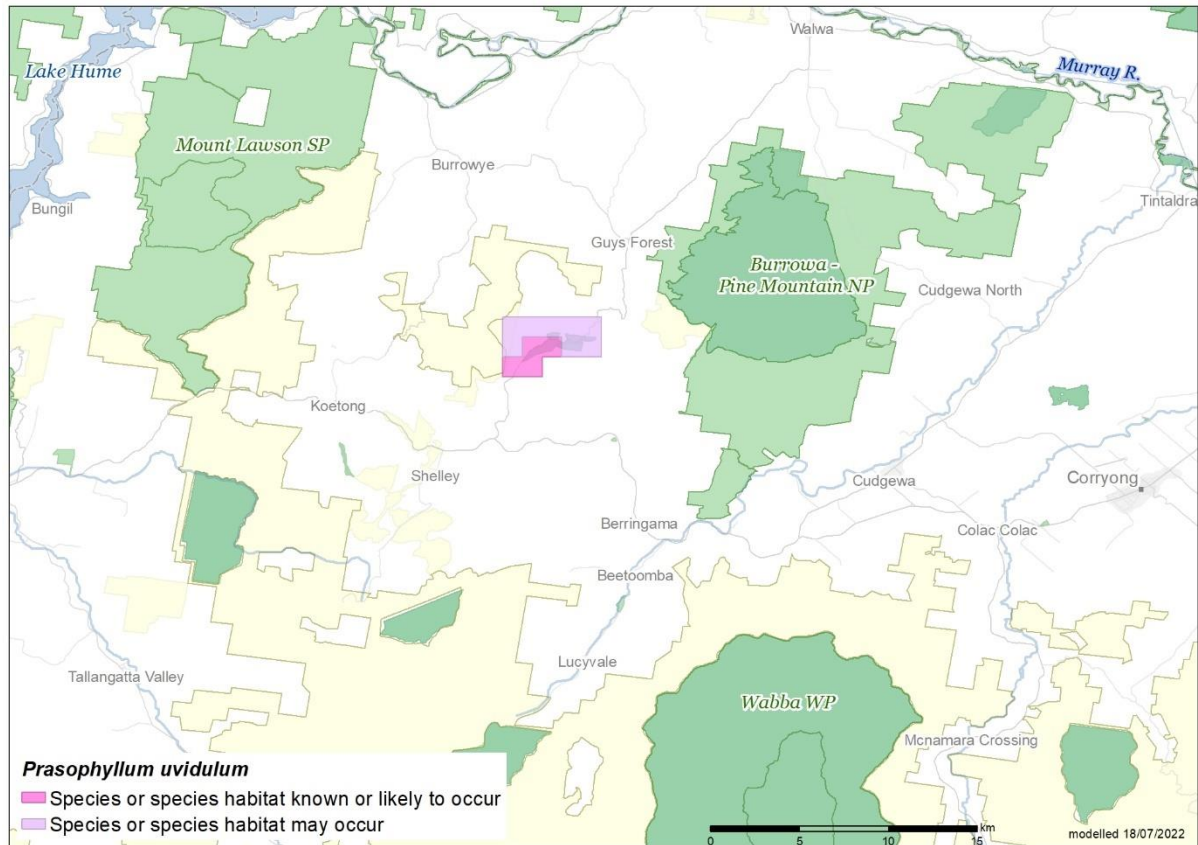 Walwa
Lake Hume
Murray R.
Mount Lawson SP
Burrowye
Bungil
Tintaldra
Guys Forest
Burrowa -
Pine Mountain NP
Cudgewa North
Koetong
Shelley
Cudgewa
Corryong
Berringama
Colac Colac
Beetoomba
Lucyvale
Tallangatta Valley
Wabba WP
Mcnamara Crossing
Prasophyllum uvidulum
Species or species habitat known or likely to occur
Species or species habitat may occur
0 5 10 15 km
modelled 18/07/2022